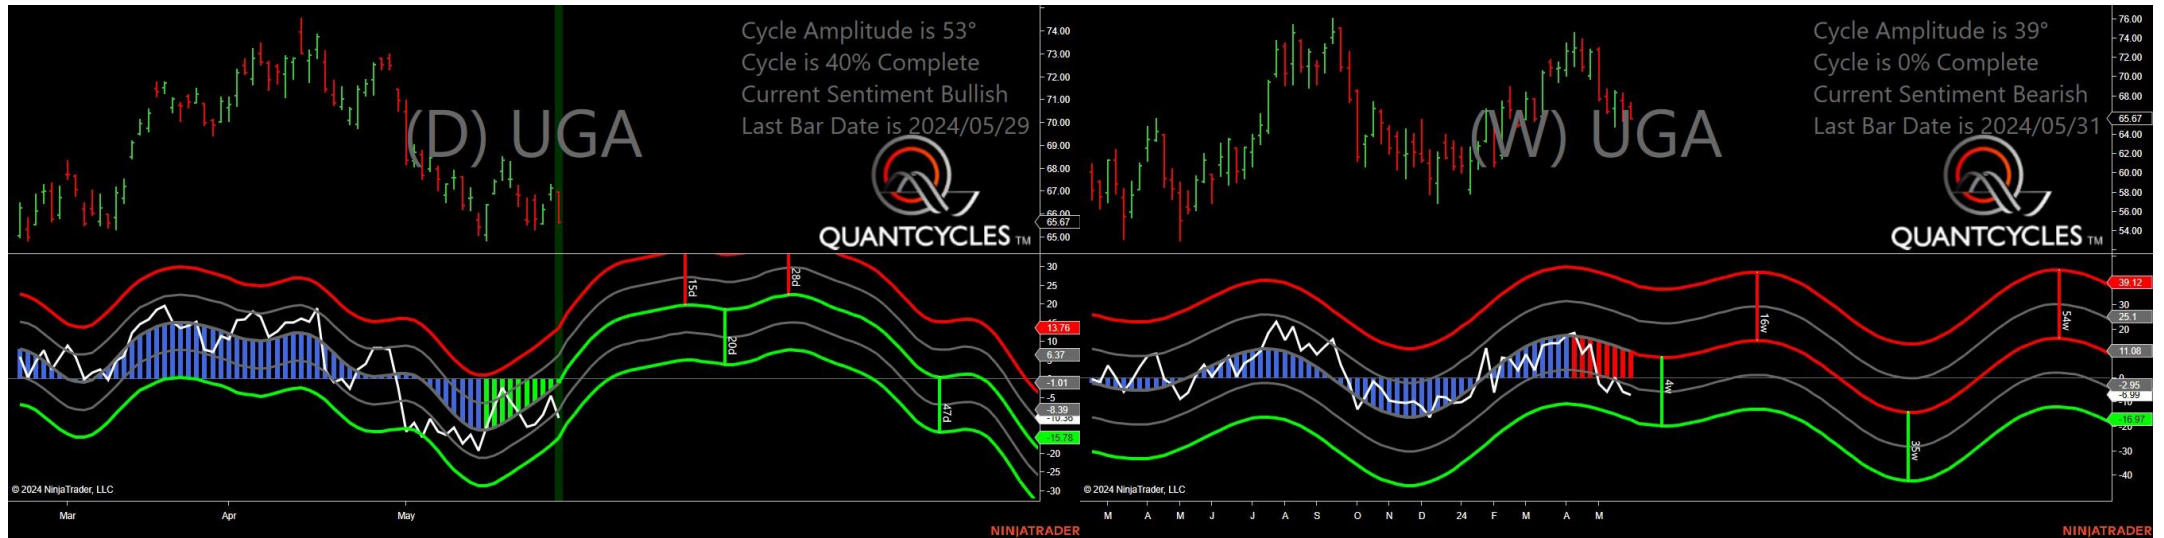 Cycle Amplitude is 53°
Cycle is 40% Complete
Current Sentiment Bullish
Last Bar Date is 2024/05/29
(D) UGA
QUANTCYCLES TM
74.00
73.00
72.00
71.00
70.00
69.00
68.00
67.00
66.00
65.67
65.00
30
25
20
15
13.76
10
6.37
-1.01
-5
-8.39
-10.36
-15.78
-20
-25
-30
15d
28d
20d
47d
© 2024 NinjaTrader, LLC
Mar Apr May
NINJATRADER
Cycle Amplitude is 39°
Cycle is 0% Complete
Current Sentiment Bearish
Last Bar Date is 2024/05/31
(W) UGA
QUANTCYCLES TM
76.00
74.00
72.00
70.00
68.00
65.67
64.00
62.00
60.00
58.00
56.00
54.00
39.12
30
25.1
20
11.08
0
-2.95
-6.99
-10
-16.97
-20
-30
-40
16w
54w
4w
35w
© 2024 NinjaTrader, LLC
M A M J J A S O N D 24 F M A M
NINJATRADER